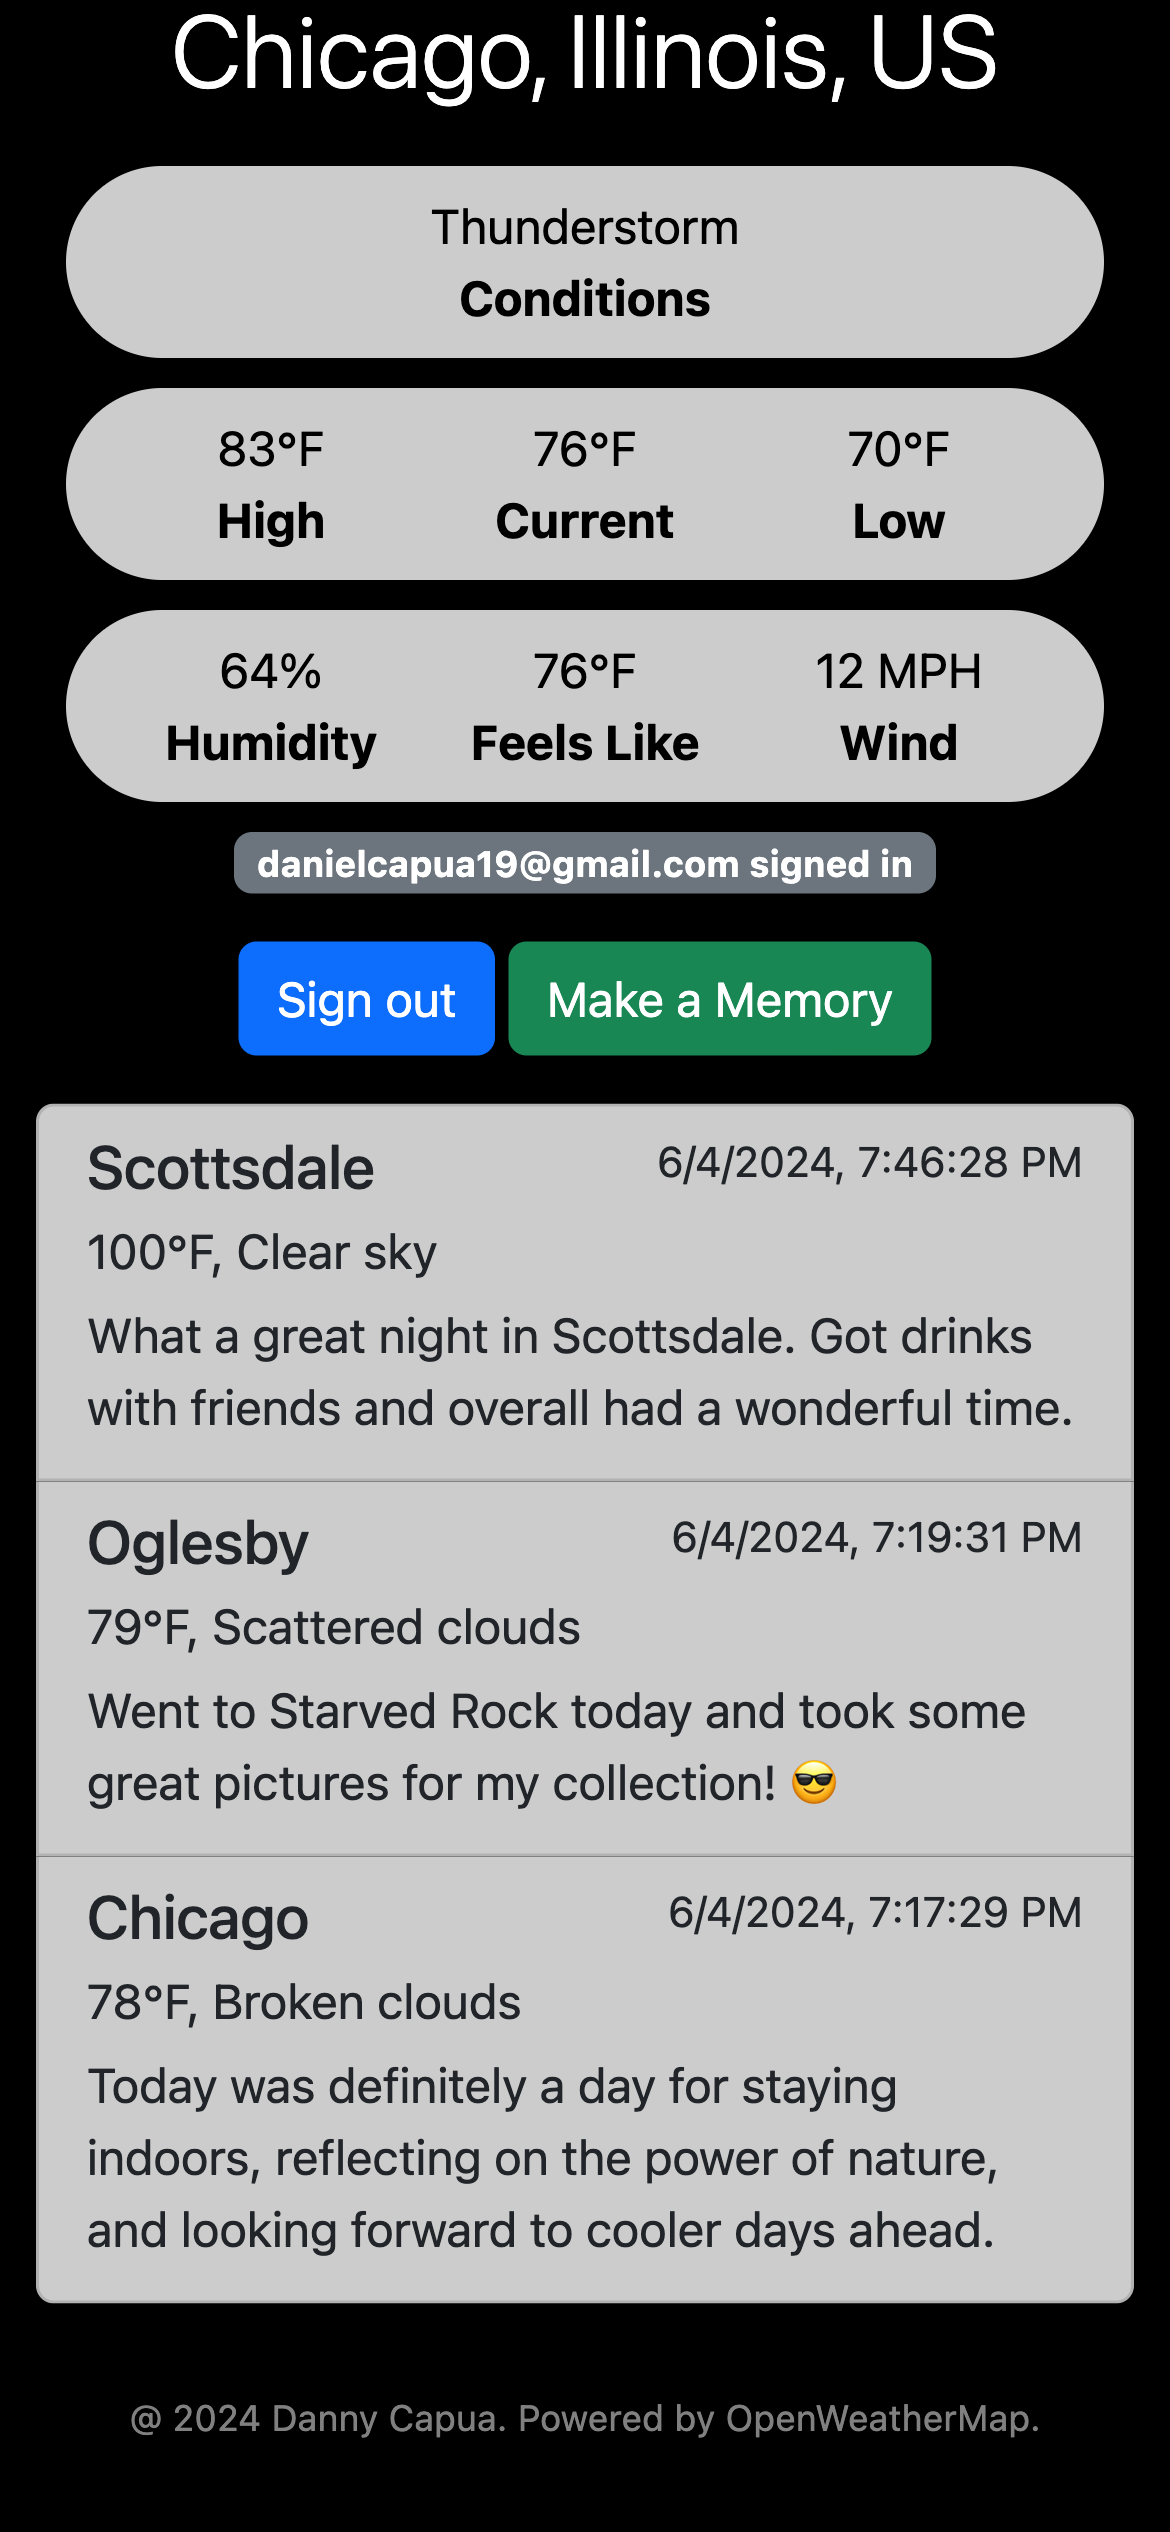 Chicago, Illinois, US
Thunderstorm
Conditions
83°F 76°F 70°F
High Current Low
64% 76°F 12 MPH
Humidity Feels Like Wind
danielcapua19@gmail.com signed in
Sign out Make a Memory
Scottsdale 6/4/2024, 7:46:28 PM
100°F, Clear sky
What a great night in Scottsdale. Got drinks
with friends and overall had a wonderful time.
Oglesby 6/4/2024, 7:19:31 PM
79°F, Scattered clouds
Went to Starved Rock today and took some
great pictures for my collection! 😎
Chicago 6/4/2024, 7:17:29 PM
78°F, Broken clouds
Today was definitely a day for staying
indoors, reflecting on the power of nature,
and looking forward to cooler days ahead.
@ 2024 Danny Capua. Powered by OpenWeatherMap.